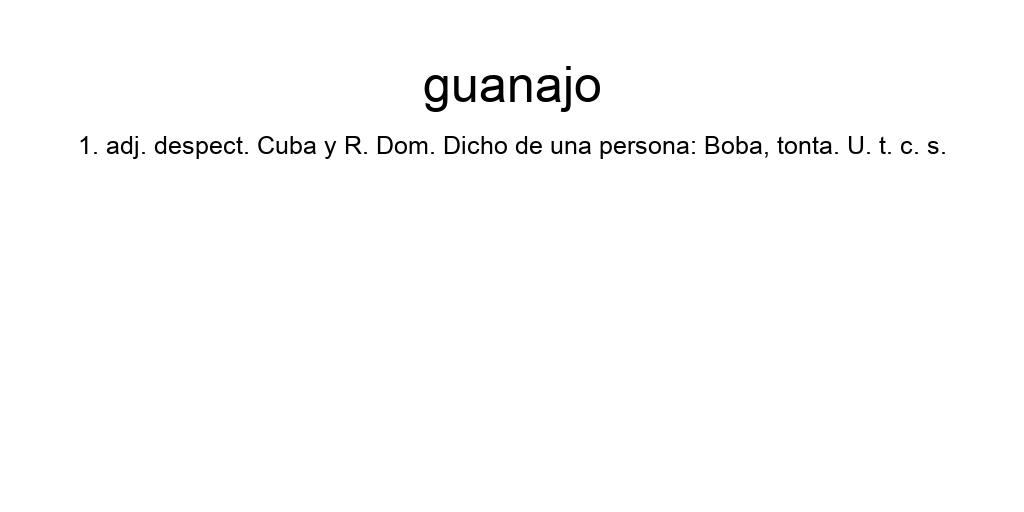 guanajo
1. adj. despect. Cuba y R. Dom. Dicho de una persona: Boba, tonta. U. t. c. s.